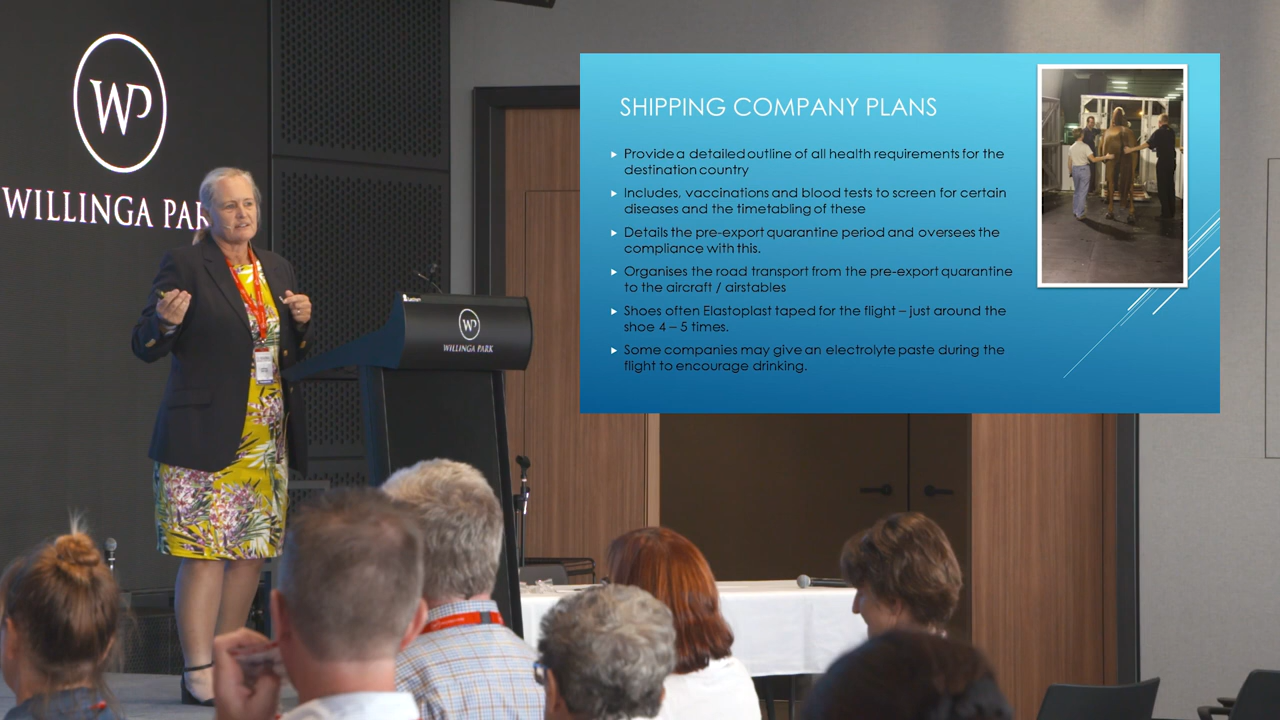 WP
WILLINGA PAR
SHIPPING COMPANY PLANS
Provide a detailed outline of all health requirements for the
destination country
Includes, vaccinations and blood tests to screen for certain
diseases and the timetabling of these
Details the pre-export quarantine period and oversees the
compliance with this.
Organises the road transport from the pre-export quarantine
to the aircraft / airstables
Shoes often Elastoplast taped for the flight – just around the
shoe 4 – 5 times.
Some companies may give an electrolyte paste during the
flight to encourage drinking.
WP
WILLINGA PARK